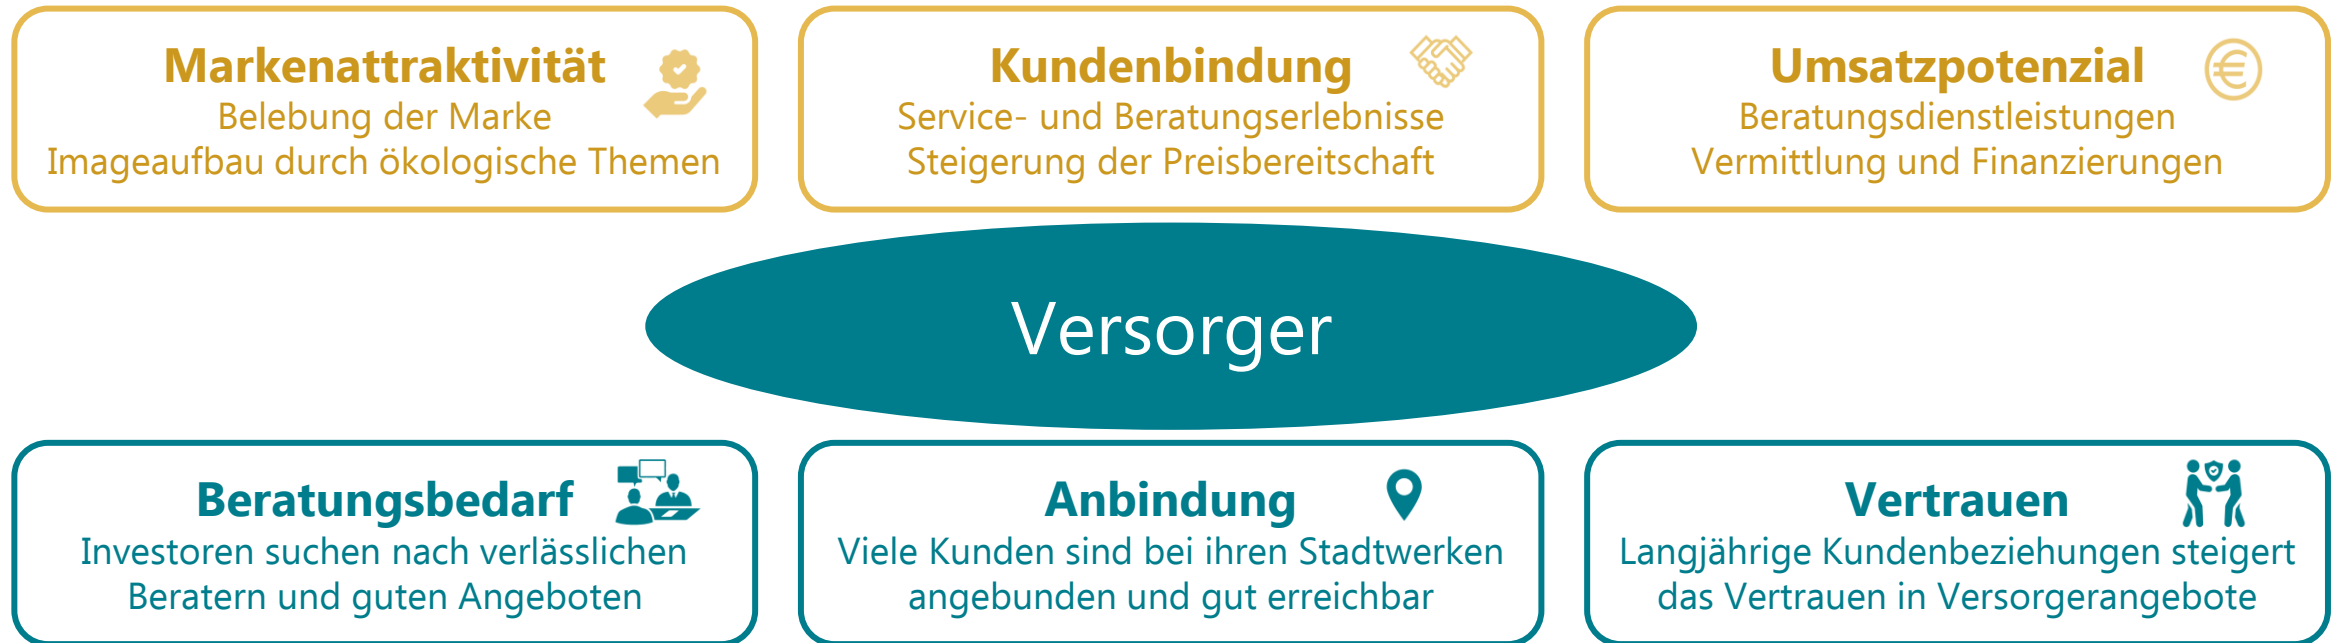 Markenattraktivität
Belebung der Marke
Imageaufbau durch ökologische Themen
Kundenbindung
Service- und Beratungserlebnisse
Steigerung der Preisbereitschaft
Umsatzpotenzial
Beratungsdienstleistungen
Vermittlung und Finanzierungen
Versorger
Beratungsbedarf
Investoren suchen nach verlässlichen
Beratern und guten Angeboten
Anbindung
Viele Kunden sind bei ihren Stadtwerken
angebunden und gut erreichbar
Vertrauen
Langjährige Kundenbeziehungen steigert
das Vertrauen in Versorgerangebote